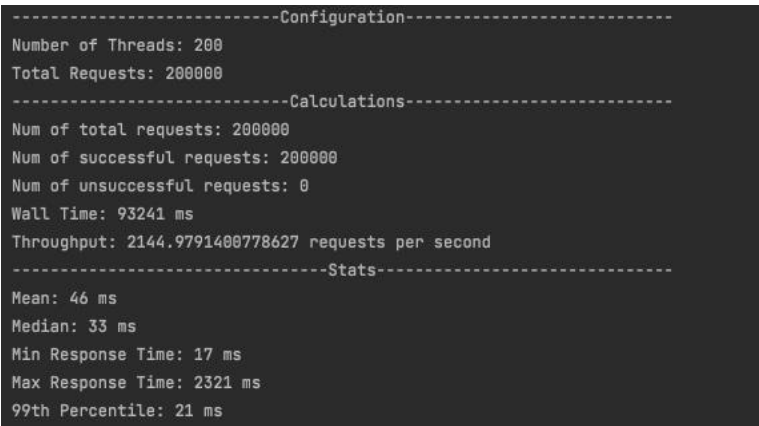 ----------------------------Configuration----------------------------
Number of Threads: 200
Total Requests: 200000
-----------------------------Calculations----------------------------
Num of total requests: 200000
Num of successful requests: 200000
Num of unsuccessful requests: 0
Wall Time: 93241 ms
Throughput: 2144.9791400778627 requests per second
---------------------------------Stats-------------------------------
Mean: 46 ms
Median: 33 ms
Min Response Time: 17 ms
Max Response Time: 2321 ms
99th Percentile: 21 ms